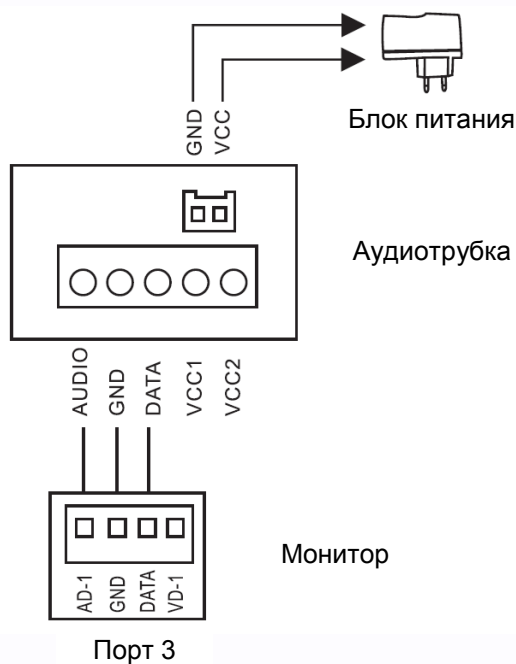 GND
VCC
Блок питания
Аудиотрубка
AUDIO
GND
DATA
VCC1
VCC2
Монитор
AD-1
GND
DATA
VD-1
Порт 3